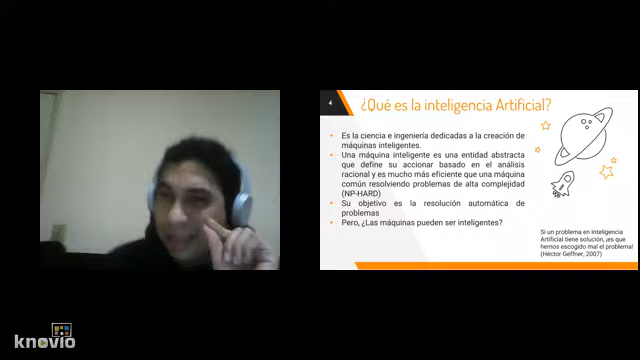 4
¿Qué es la inteligencia Artificial?
Es la ciencia e ingeniería dedicadas a la creación de
máquinas inteligentes.
Una máquina inteligente es una entidad abstracta
que define su accionar basado en el análisis
racional y es mucho más eficiente que una máquina
común resolviendo problemas de alta complejidad
(NP-HARD)
Su objetivo es la resolución automática de
problemas
Pero, ¿Las máquinas pueden ser inteligentes?
Si un problema en Inteligencia
Artificial tiene solución, ¡es que
hemos escogido mal el problema!
(Héctor Geffner, 2007)
knovio